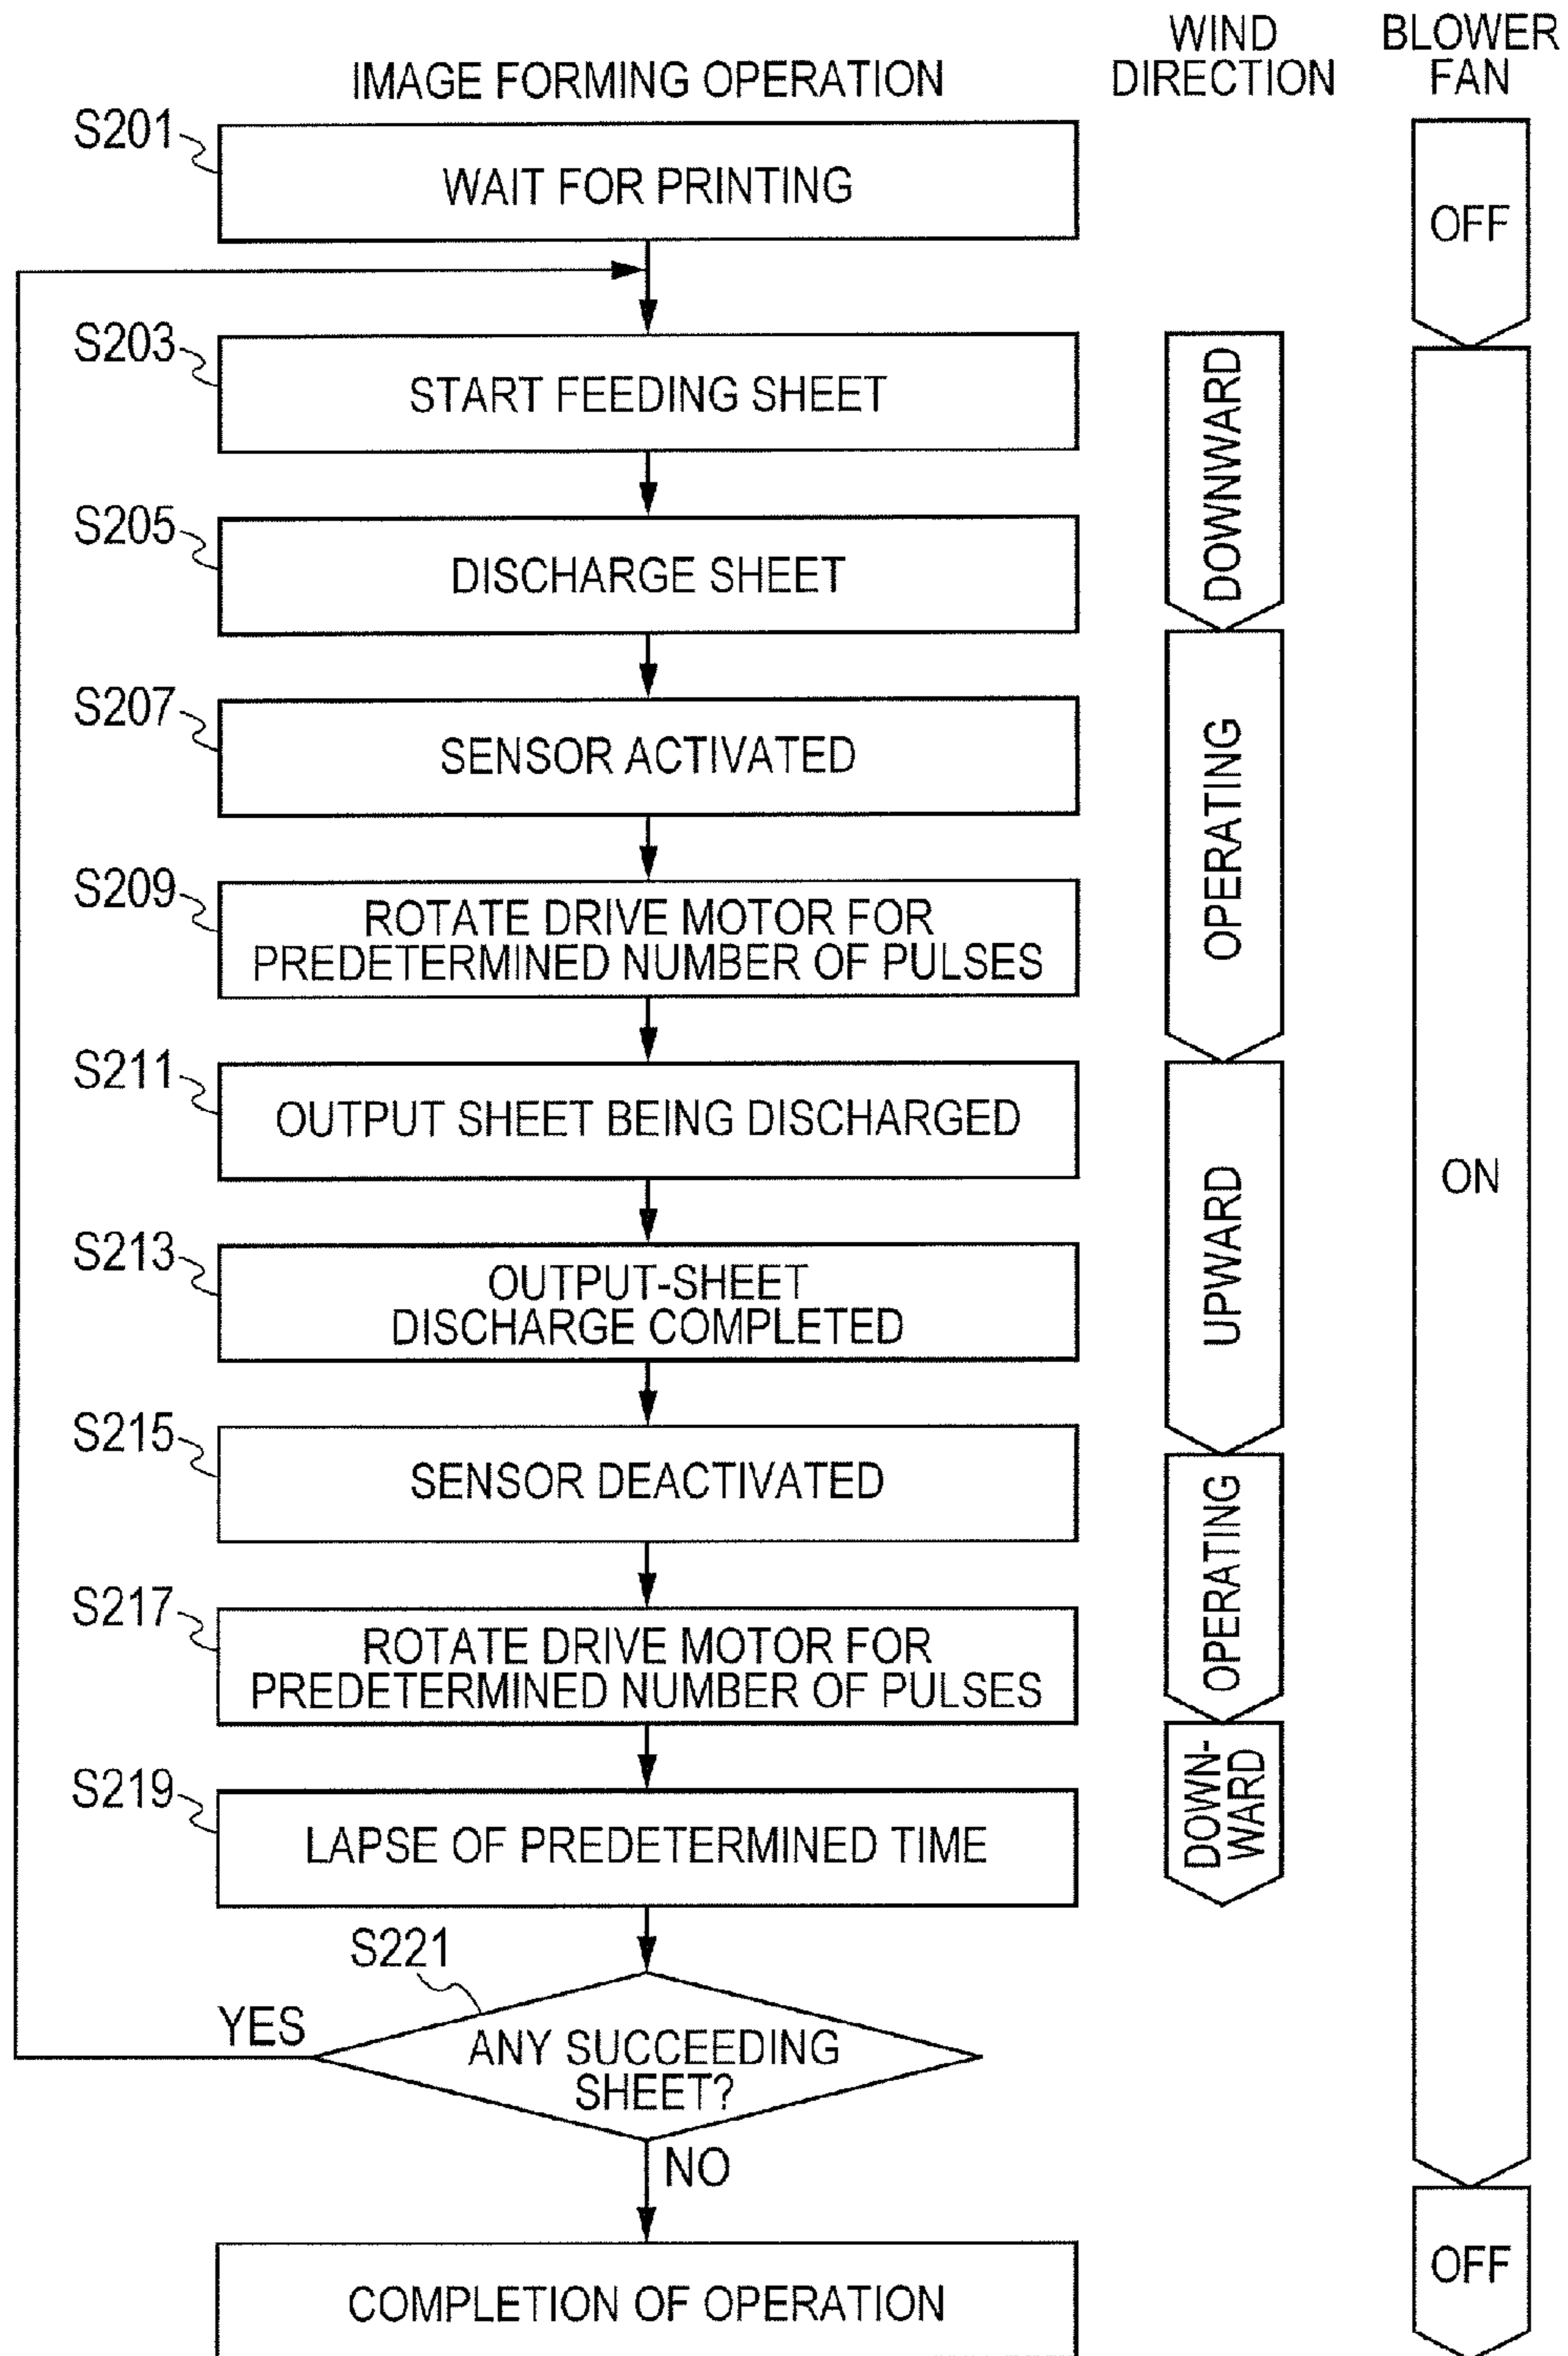 IMAGE FORMING OPERATION
WIND
DIRECTION
BLOWER
FAN
S201
WAIT FOR PRINTING
OFF
S203
START FEEDING SHEET
DOWNWARD
S205
DISCHARGE SHEET
S207
SENSOR ACTIVATED
OPERATING
S209
ROTATE DRIVE MOTOR FOR
PREDETERMINED NUMBER OF PULSES
S211
OUTPUT SHEET BEING DISCHARGED
UPWARD
ON
S213
OUTPUT-SHEET
DISCHARGE COMPLETED
S215
SENSOR DEACTIVATED
OPERATING
S217
ROTATE DRIVE MOTOR FOR
PREDETERMINED NUMBER OF PULSES
S219
LAPSE OF PREDETERMINED TIME
DOWN-
WARD
S221
ANY SUCCEEDING
SHEET?
YES
NO
COMPLETION OF OPERATION
OFF